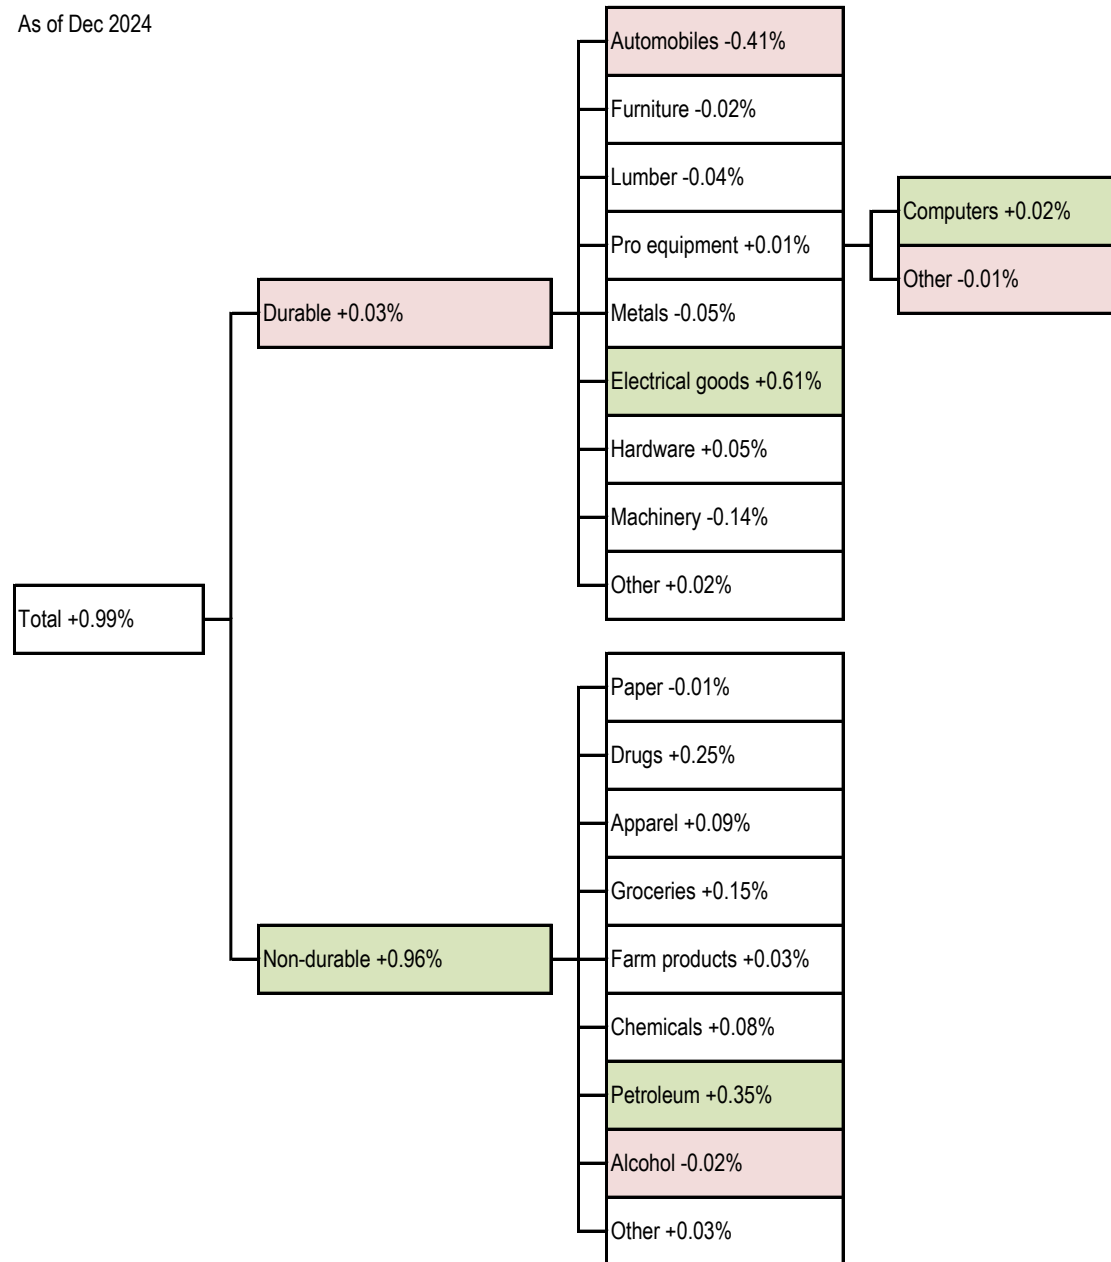 As of Dec 2024
Automobiles -0.41%
Furniture -0.02%
Lumber -0.04%
Pro equipment +0.01%
Computers +0.02%
Other -0.01%
Durable +0.03%
Metals -0.05%
Electrical goods +0.61%
Hardware +0.05%
Machinery -0.14%
Other +0.02%
Total +0.99%
Paper -0.01%
Drugs +0.25%
Apparel +0.09%
Groceries +0.15%
Non-durable +0.96%
Farm products +0.03%
Chemicals +0.08%
Petroleum +0.35%
Alcohol -0.02%
Other +0.03%